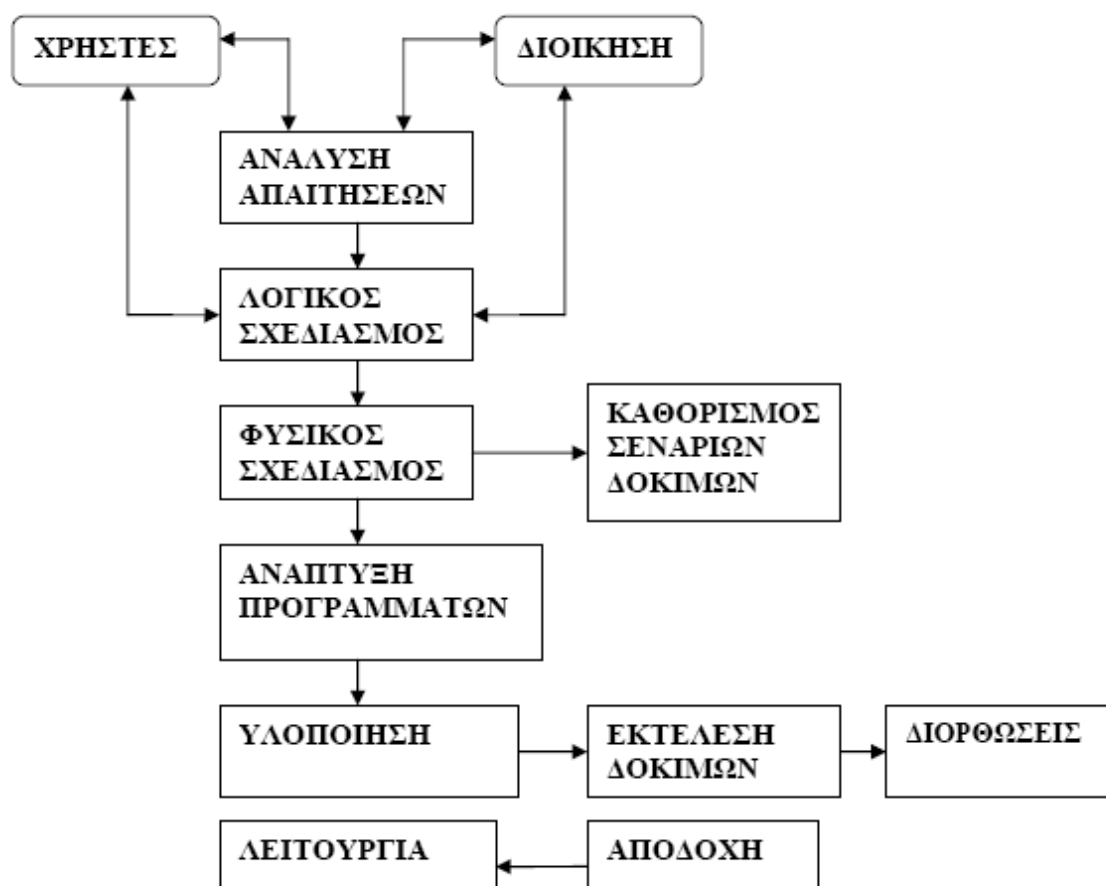 ΧΡΗΣΤΕΣ
ΔΙΟΙΚΗΣΗ
ΑΝΑΛΥΣΗ
ΑΠΑΙΤΗΣΕΩΝ
ΛΟΓΙΚΟΣ
ΣΧΕΔΙΑΣΜΟΣ
ΦΥΣΙΚΟΣ
ΣΧΕΔΙΑΣΜΟΣ
ΚΑΘΟΡΙΣΜΟΣ
ΣΕΝΑΡΙΩΝ
ΔΟΚΙΜΩΝ
ΑΝΑΠΤΥΞΗ
ΠΡΟΓΡΑΜΜΑΤΩΝ
ΥΛΟΠΟΙΗΣΗ
ΕΚΤΕΛΕΣΗ
ΔΟΚΙΜΩΝ
ΔΙΟΡΘΩΣΕΙΣ
ΛΕΙΤΟΥΡΓΙΑ
ΑΠΟΔΟΧΗ